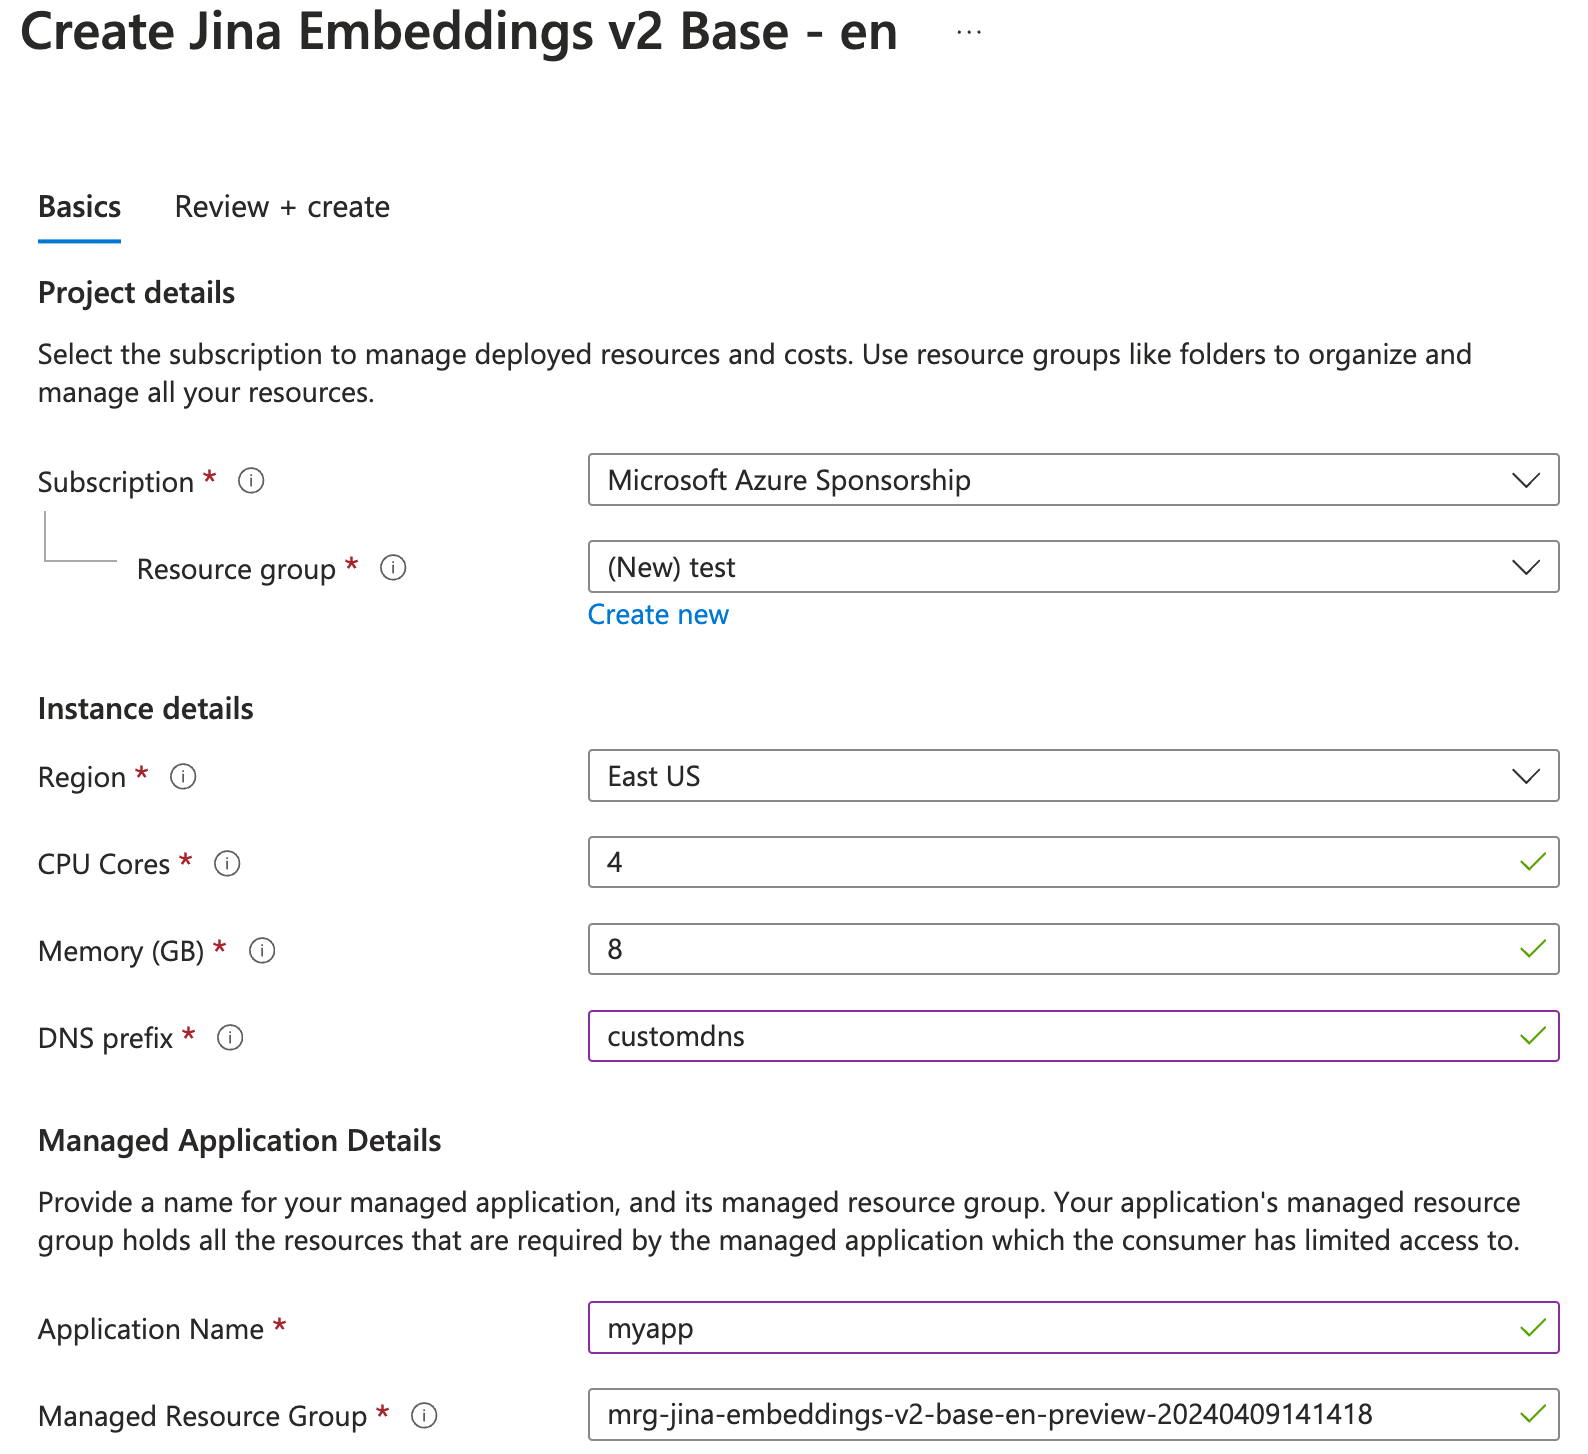 Create Jina Embeddings v2 Base - en ...
Basics Review + create
Project details
Select the subscription to manage deployed resources and costs. Use resource groups like folders to organize and
manage all your resources.
Subscription * Microsoft Azure Sponsorship
Resource group * (New) test
Create new
Instance details
Region * East US
CPU Cores * 4
Memory (GB) * 8
DNS prefix * customdns
Managed Application Details
Provide a name for your managed application, and its managed resource group. Your application's managed resource
group holds all the resources that are required by the managed application which the consumer has limited access to.
Application Name * myapp
Managed Resource Group * mrg-jina-embeddings-v2-base-en-preview-20240409141418